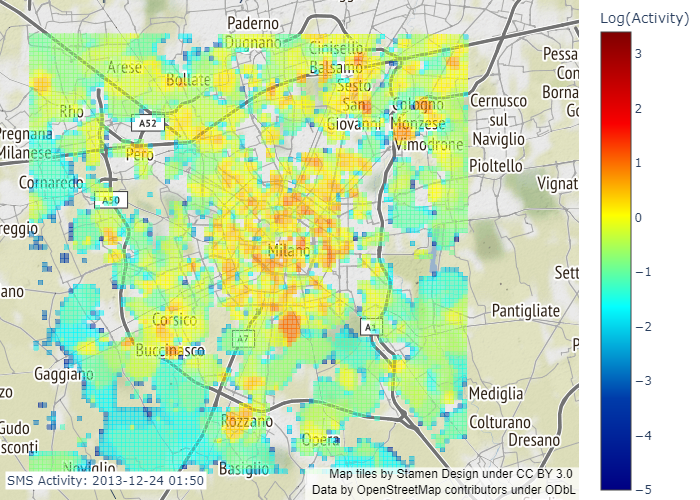 Log(Activity)
Paderno
Dugnano
Cinisello
Balsamo
Arese
Bollate
Sesto
San
Giovanni
Cologno
Monzese
Vimodrone
Cernusco
sul
Naviglio
Pioltello
Pessa
Con
Borna
Go
Rho
A52
Pregnana
Milanese
Pero
Cornaredo
A50
reggio
Vignat
Milano
Sett
ano
Pantigliate
Corsico
Buccinasco
A7
A1
P
Gaggiano
zo
Mediglia
Colturano
Dresano
Rozzano
Opera
Gudo
sconti
Noviglio
Basiglio
3
2
1
0
−1
−2
−3
−4
−5
SMS Activity: 2013-12-24 01:50
Map tiles by Stamen Design under CC BY 3.0
Data by OpenStreetMap contributors under ODbL